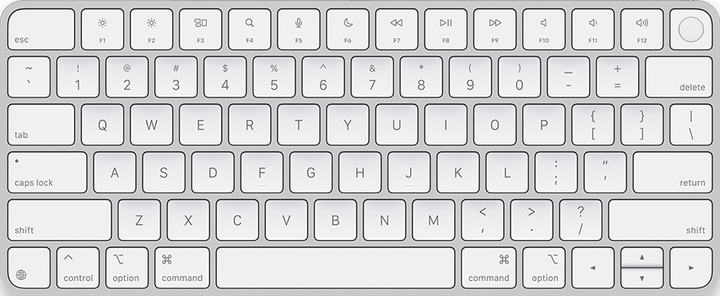 esc F1 F2 F3 F4 F5 F6 F7 F8 F9 F10 F11 F12
~ ! @ # $ % ^ & * ( ) — +
` 1 2 3 4 5 6 7 8 9 0 - = delete
tab Q W E R T Y U I O P { [ } ] | \
caps lock A S D F G H J K L : ; " ' return
shift Z X C V B N M < , > . ? / shift
control option command command option